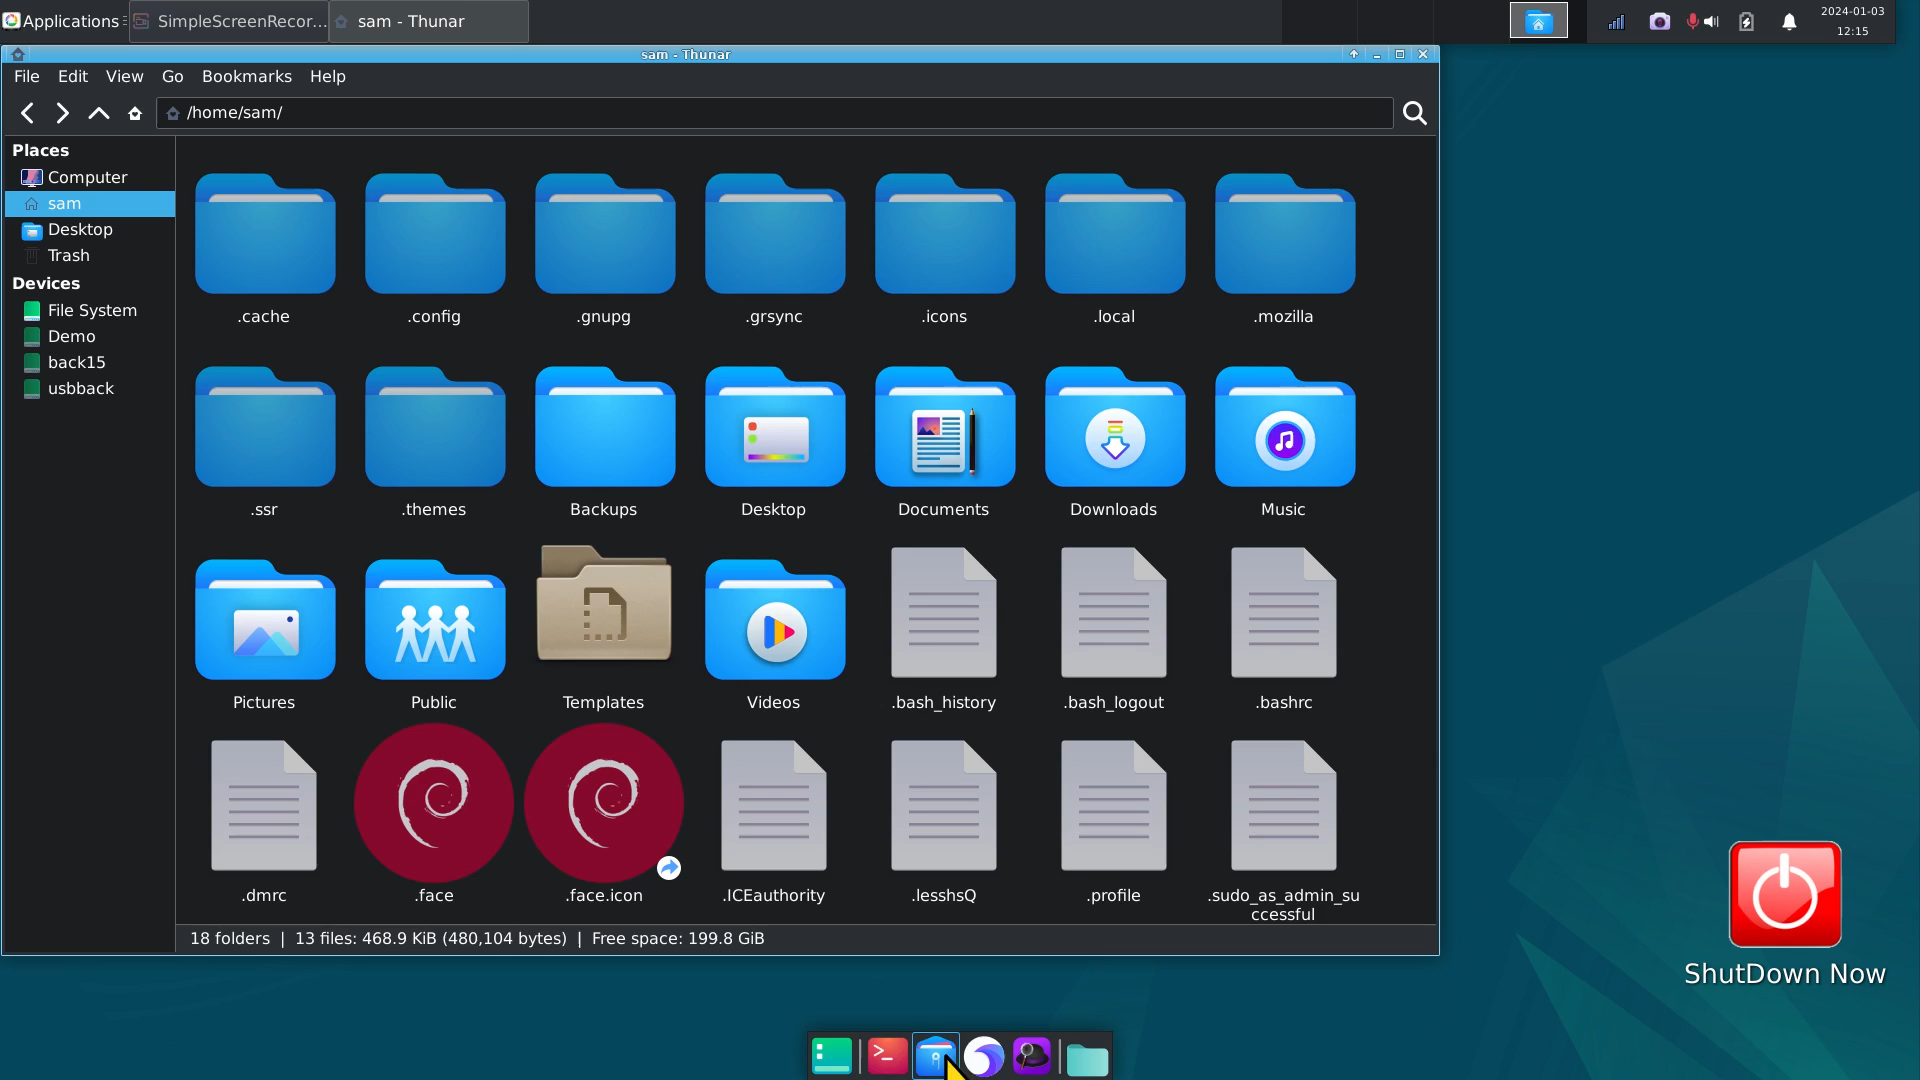 Applications
SimpleScreenRecor...
sam - Thunar
2024-01-03
12:15
sam - Thunar
File Edit View Go Bookmarks Help
/home/sam/
Places
Computer
sam
Desktop
Trash
Devices
File System
Demo
back15
usbback
.cache .config .gnupg .grsync .icons .local .mozilla
.ssr .themes Backups Desktop Documents Downloads Music
Pictures Public Templates Videos .bash_history .bash_logout .bashrc
.dmrc .face .face.icon .ICEauthority .lesshsQ .profile .sudo_as_admin_su
ccessful
18 folders | 13 files: 468.9 KiB (480,104 bytes) | Free space: 199.8 GiB
ShutDown Now